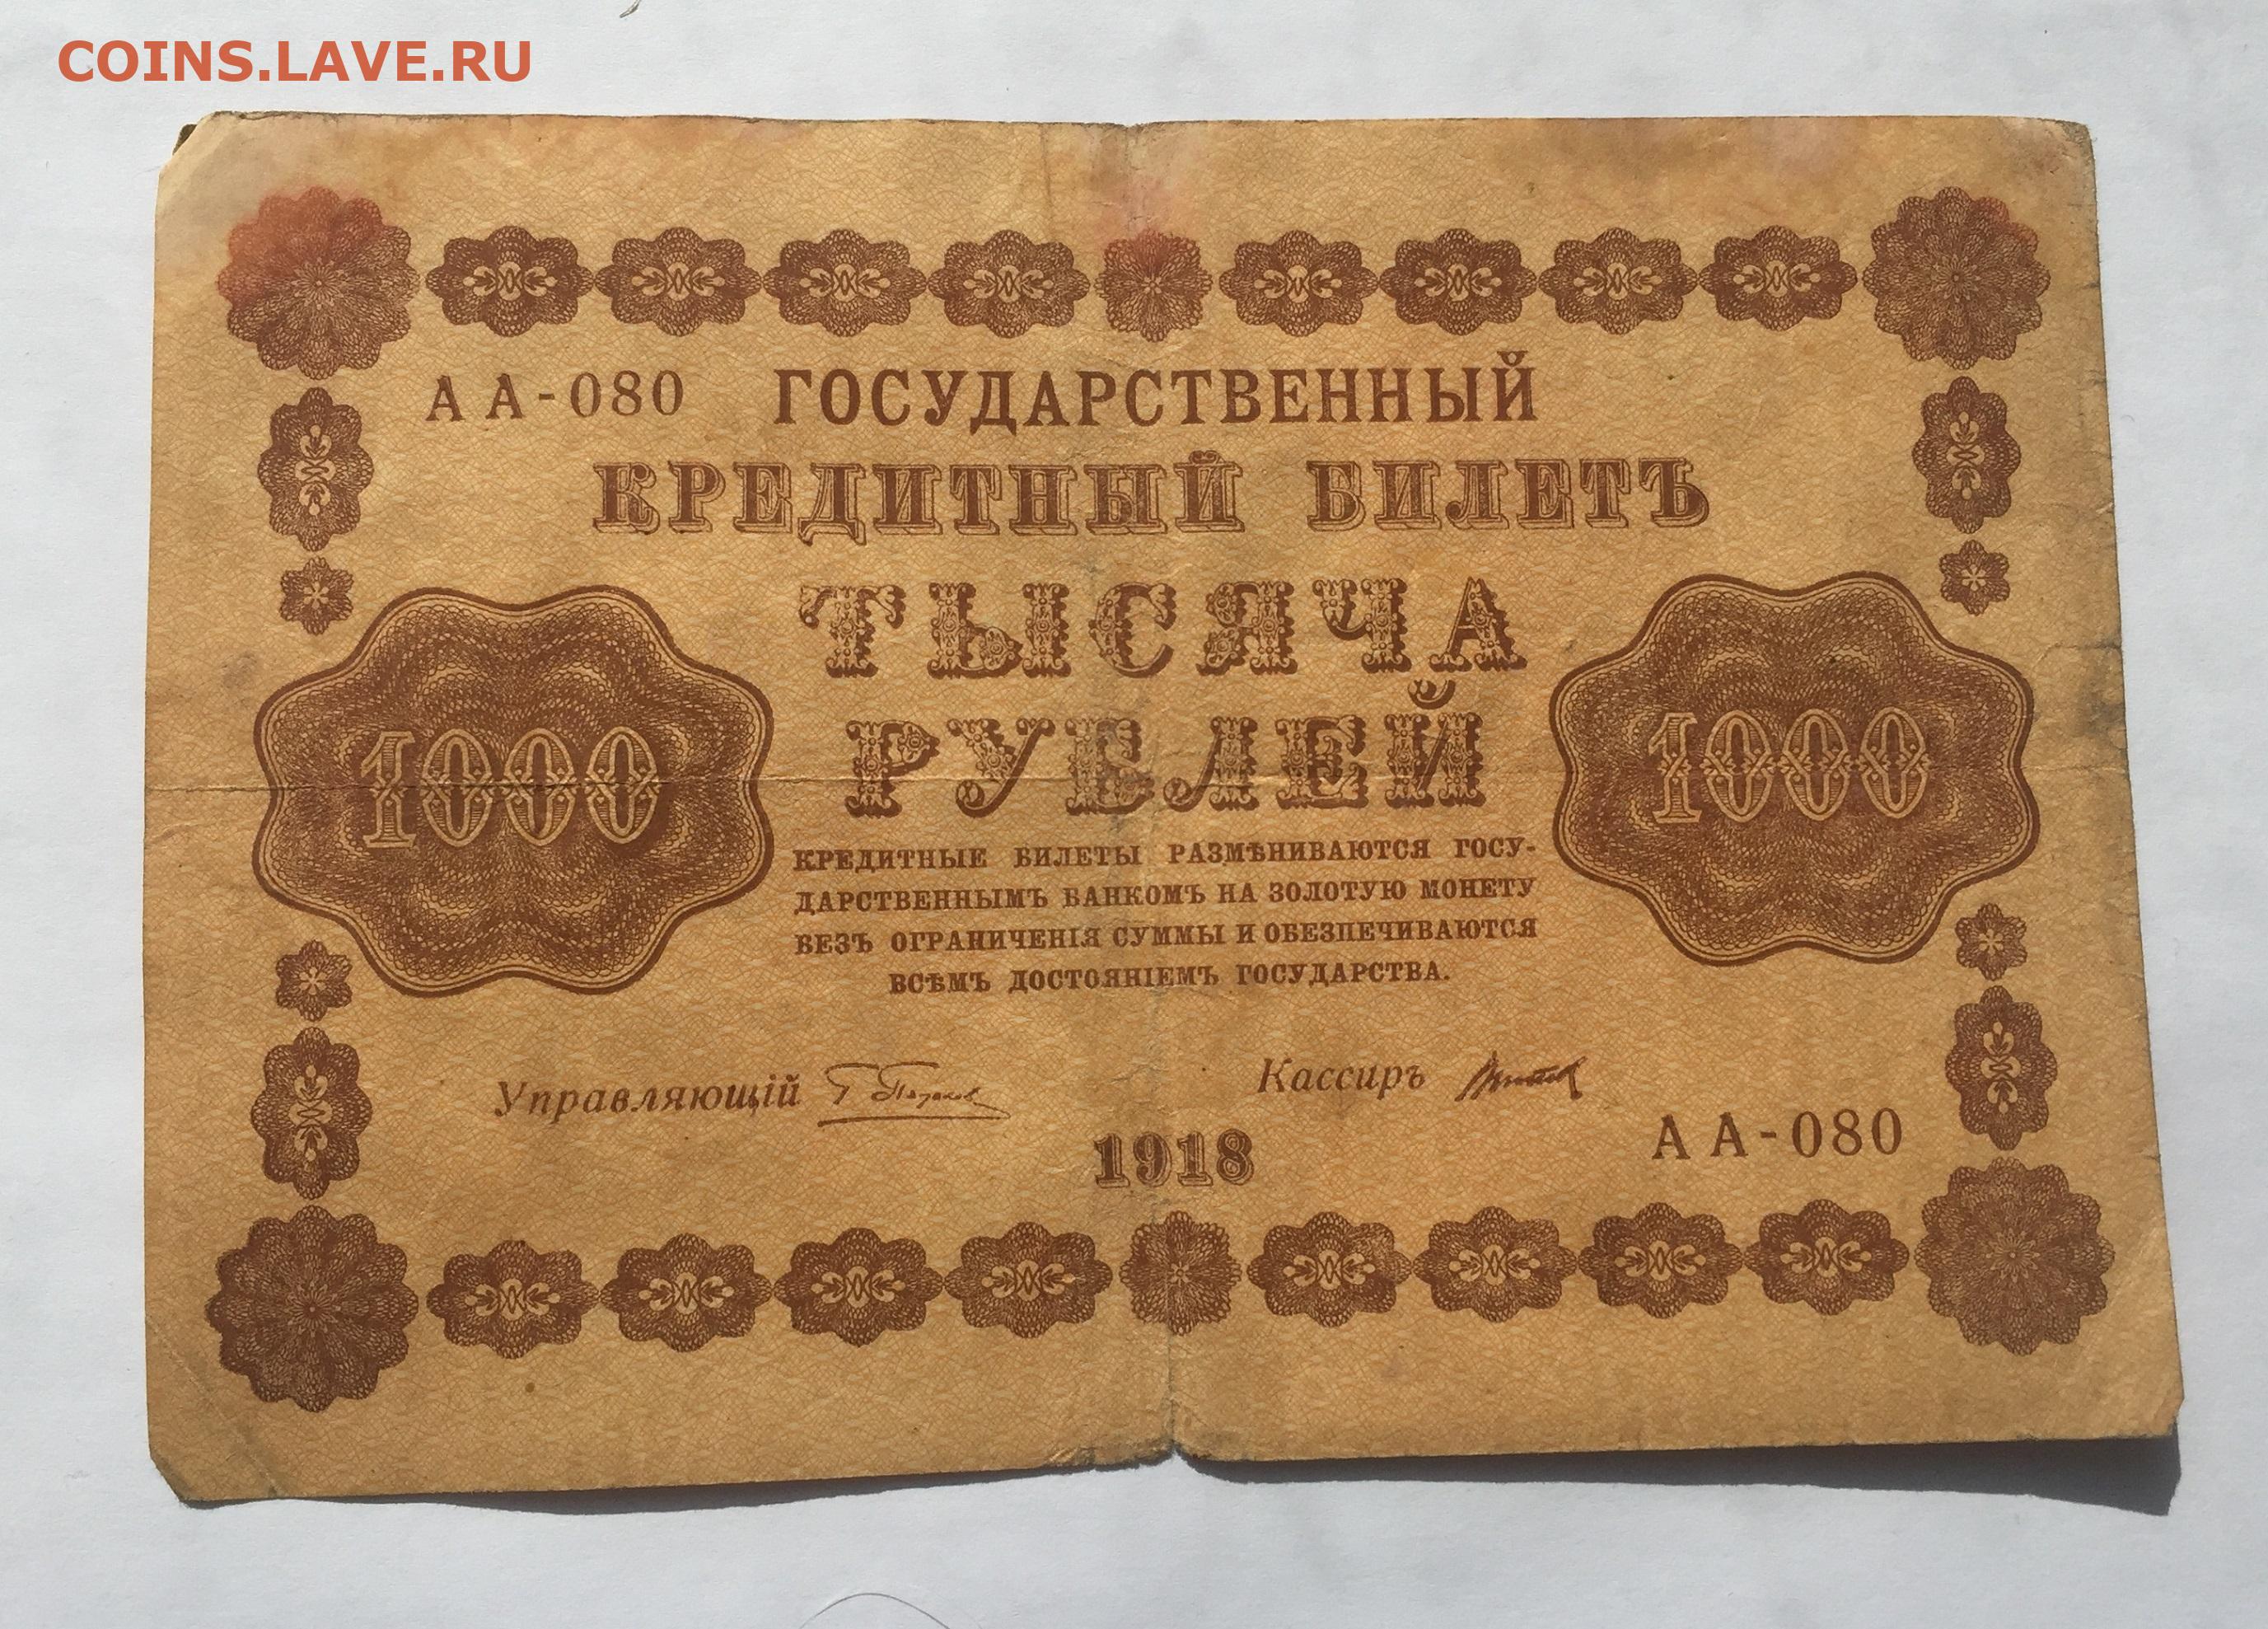 COINS.LAVE.RU
АА-080 ГОСУДАРСТВЕННЫЙ
КРЕДИТНЫЙ БИЛЕТЪ
ТЫСЯЧА
РУБЛЕЙ
1000 1000
КРЕДИТНЫЕ БИЛЕТЫ РАЗМѢНИВАЮТСЯ ГОСУ-
ДАРСТВЕННЫМЪ БАНКОМЪ НА ЗОЛОТУЮ МОНЕТУ
БЕЗЪ ОГРАНИЧЕНІЯ СУММЫ И ОБЕЗПЕЧИВАЮТСЯ
ВСѢМЪ ДОСТОЯНІЕМЪ ГОСУДАРСТВА.
Управляющій Кассиръ
1918
АА-080